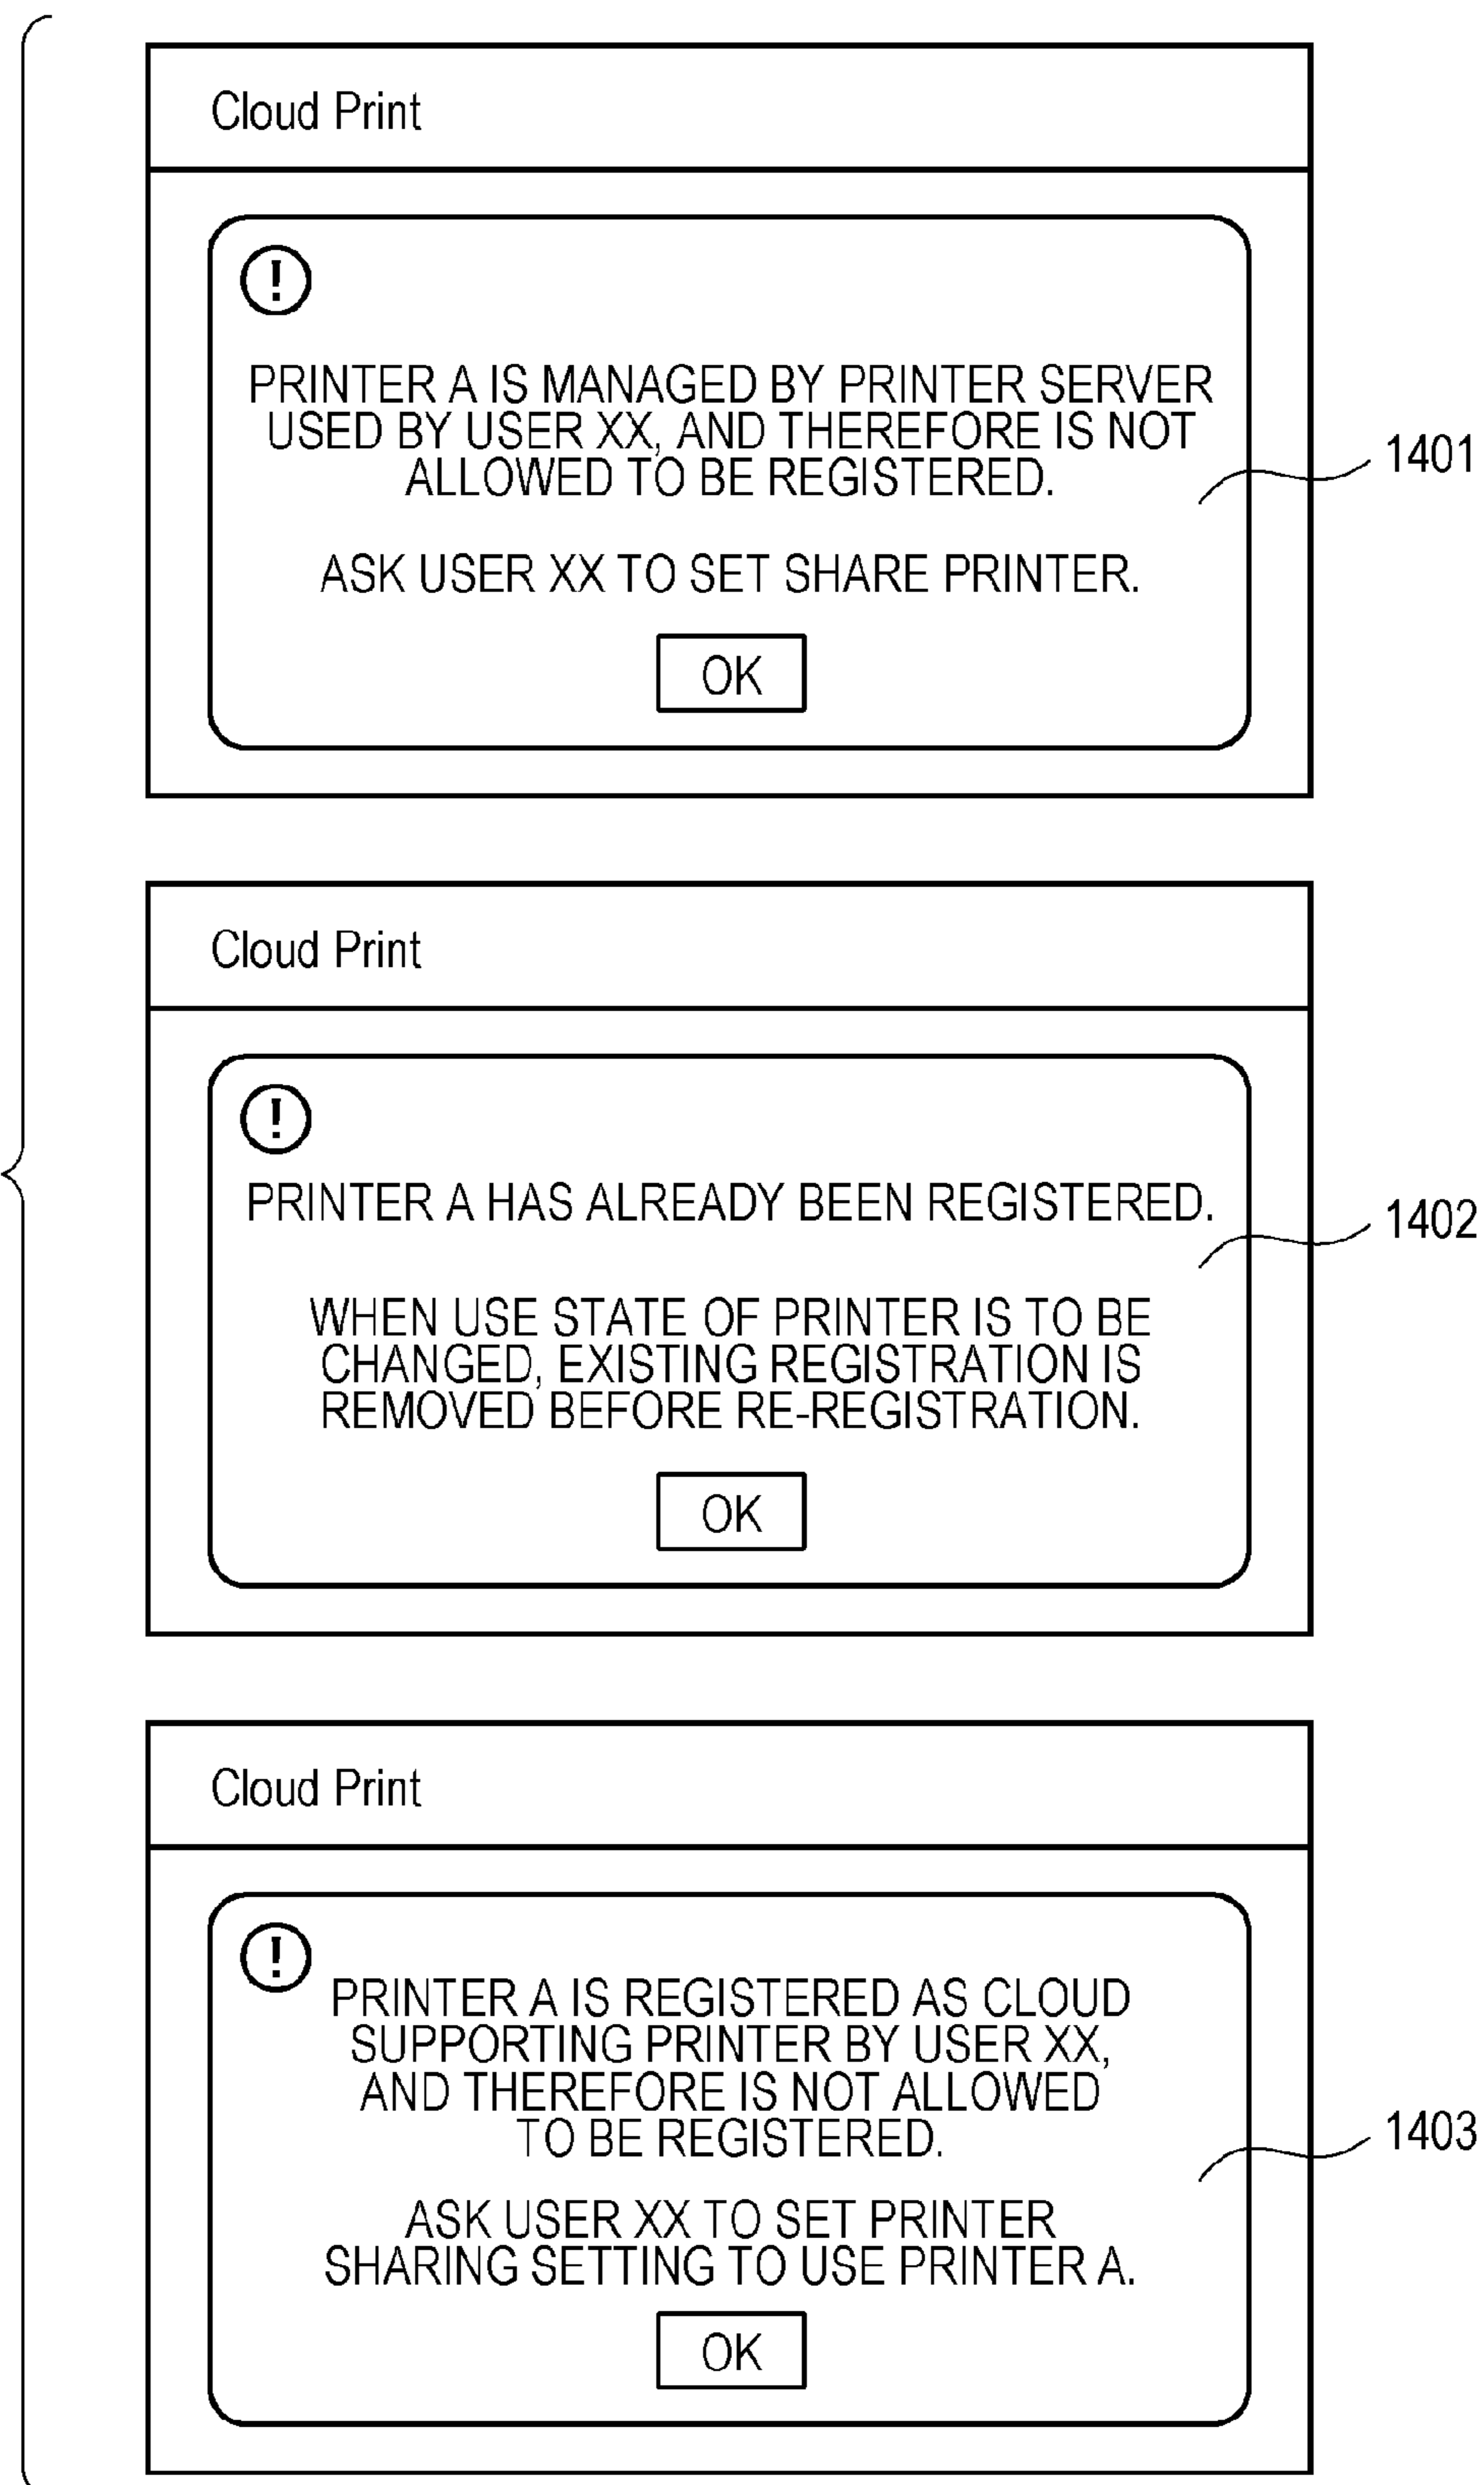 Cloud Print
!
PRINTER A IS MANAGED BY PRINTER SERVER
USED BY USER XX, AND THEREFORE IS NOT
ALLOWED TO BE REGISTERED.
ASK USER XX TO SET SHARE PRINTER.
OK
1401
Cloud Print
!
PRINTER A HAS ALREADY BEEN REGISTERED.
WHEN USE STATE OF PRINTER IS TO BE
CHANGED, EXISTING REGISTRATION IS
REMOVED BEFORE RE-REGISTRATION.
OK
1402
Cloud Print
!
PRINTER A IS REGISTERED AS CLOUD
SUPPORTING PRINTER BY USER XX,
AND THEREFORE IS NOT ALLOWED
TO BE REGISTERED.
ASK USER XX TO SET PRINTER
SHARING SETTING TO USE PRINTER A.
OK
1403